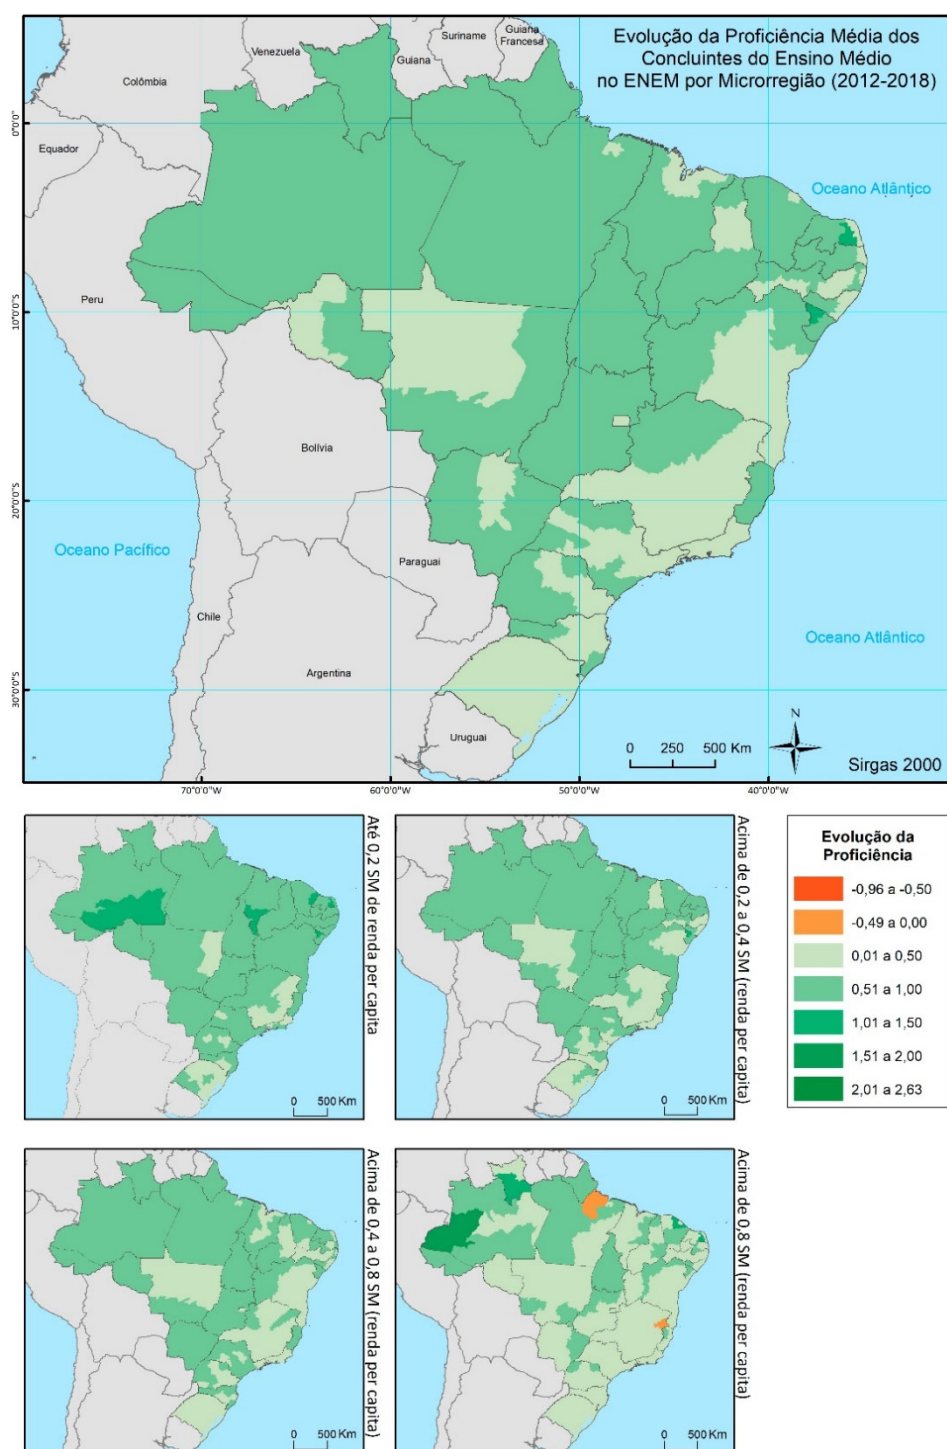 Evolução da Proficiência Média dos
Concluintes do Ensino Médio
no ENEM por Microrregião (2012-2018)
Suriname
Guiana
Francesa
Venezuela
Guiana
Colômbia
0°0'0"
Equador
Oceano Atlântico
Peru
10°0'0"S
Bolívia
20°0'0"S
Oceano Pacífico
Paraguai
Chile
Oceano Atlântico
Argentina
30°0'0"S
Uruguai
N
0 250 500 Km
Sirgas 2000
70°0'0"W
60°0'0"W
50°0'0"W
40°0'0"W
Até 0,2 SM de renda per capita
0 500 Km
Acima de 0,2 a 0,4 SM (renda per capita)
0 500 Km
Evolução da
Proficiência
-0,96 a -0,50
-0,49 a 0,00
0,01 a 0,50
0,51 a 1,00
1,01 a 1,50
1,51 a 2,00
2,01 a 2,63
Acima de 0,4 a 0,8 SM (renda per capita)
0 500 Km
Acima de 0,8 SM (renda per capita)
0 500 Km